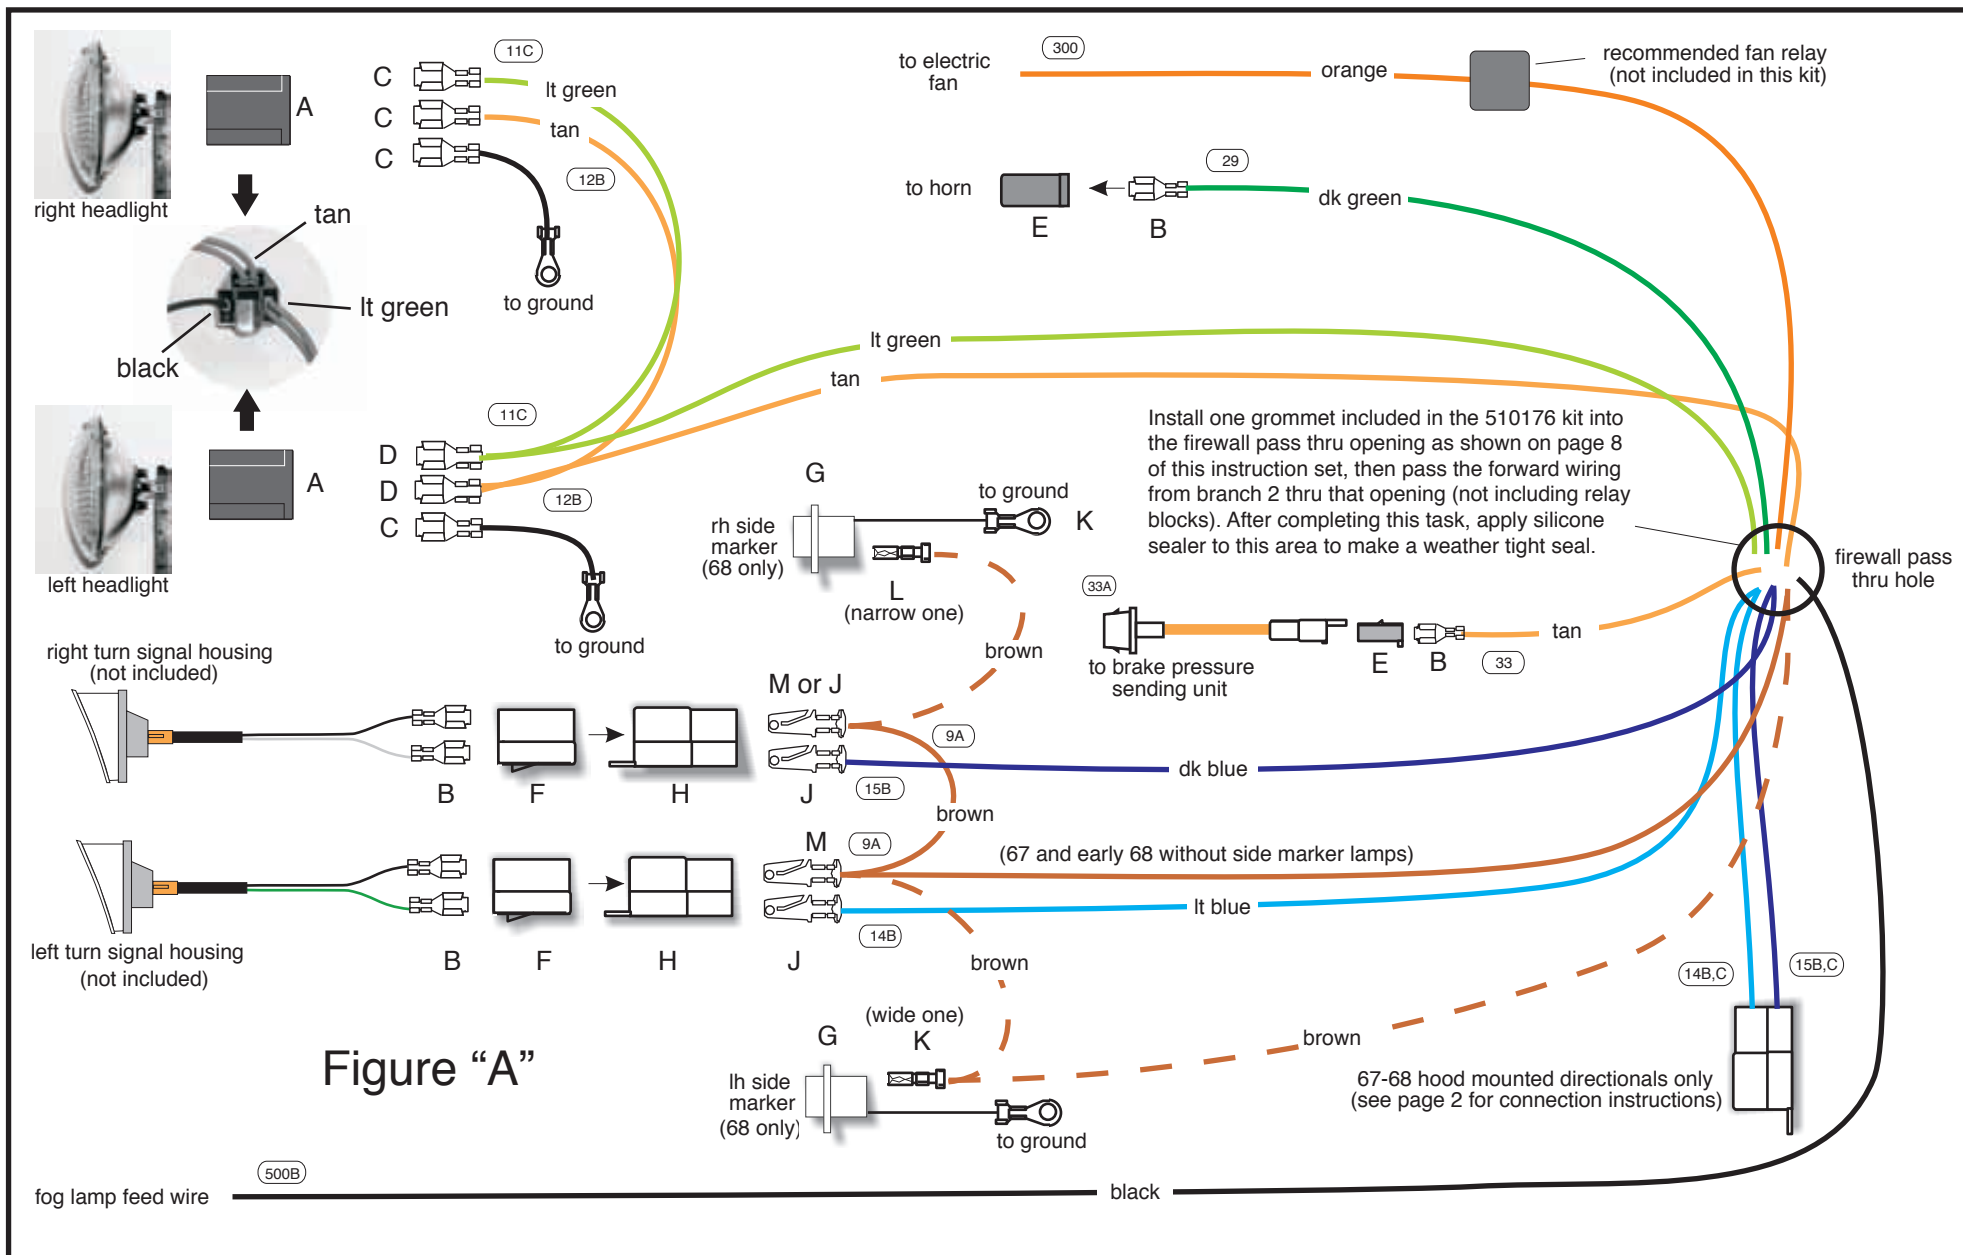 right headlight
A
tan
lt green
black
left headlight
A
C
C
C
11C
lt green
tan
12B
to ground
D
D
C
11C
12B
to ground
to electric
fan
300
orange
recommended fan relay
(not included in this kit)
to horn
E
B
29
dk green
lt green
tan
Install one grommet included in the 510176 kit into
the firewall pass thru opening as shown on page 8
of this instruction set, then pass the forward wiring
from branch 2 thru that opening (not including relay
blocks). After completing this task, apply silicone
sealer to this area to make a weather tight seal.
firewall pass
thru hole
G
to ground
K
rh side
marker
(68 only)
L
(narrow one)
brown
33A
to brake pressure
sending unit
E
B
33
tan
right turn signal housing
(not included)
B
F
H
M or J
J
9A
15B
dk blue
brown
left turn signal housing
(not included)
B
F
H
M
J
9A
14B
(67 and early 68 without side marker lamps)
lt blue
brown
14B,C
15B,C
brown
(wide one)
G
K
lh side
marker
(68 only)
to ground
67-68 hood mounted directionals only
(see page 2 for connection instructions)
Figure “A”
fog lamp feed wire
500B
black